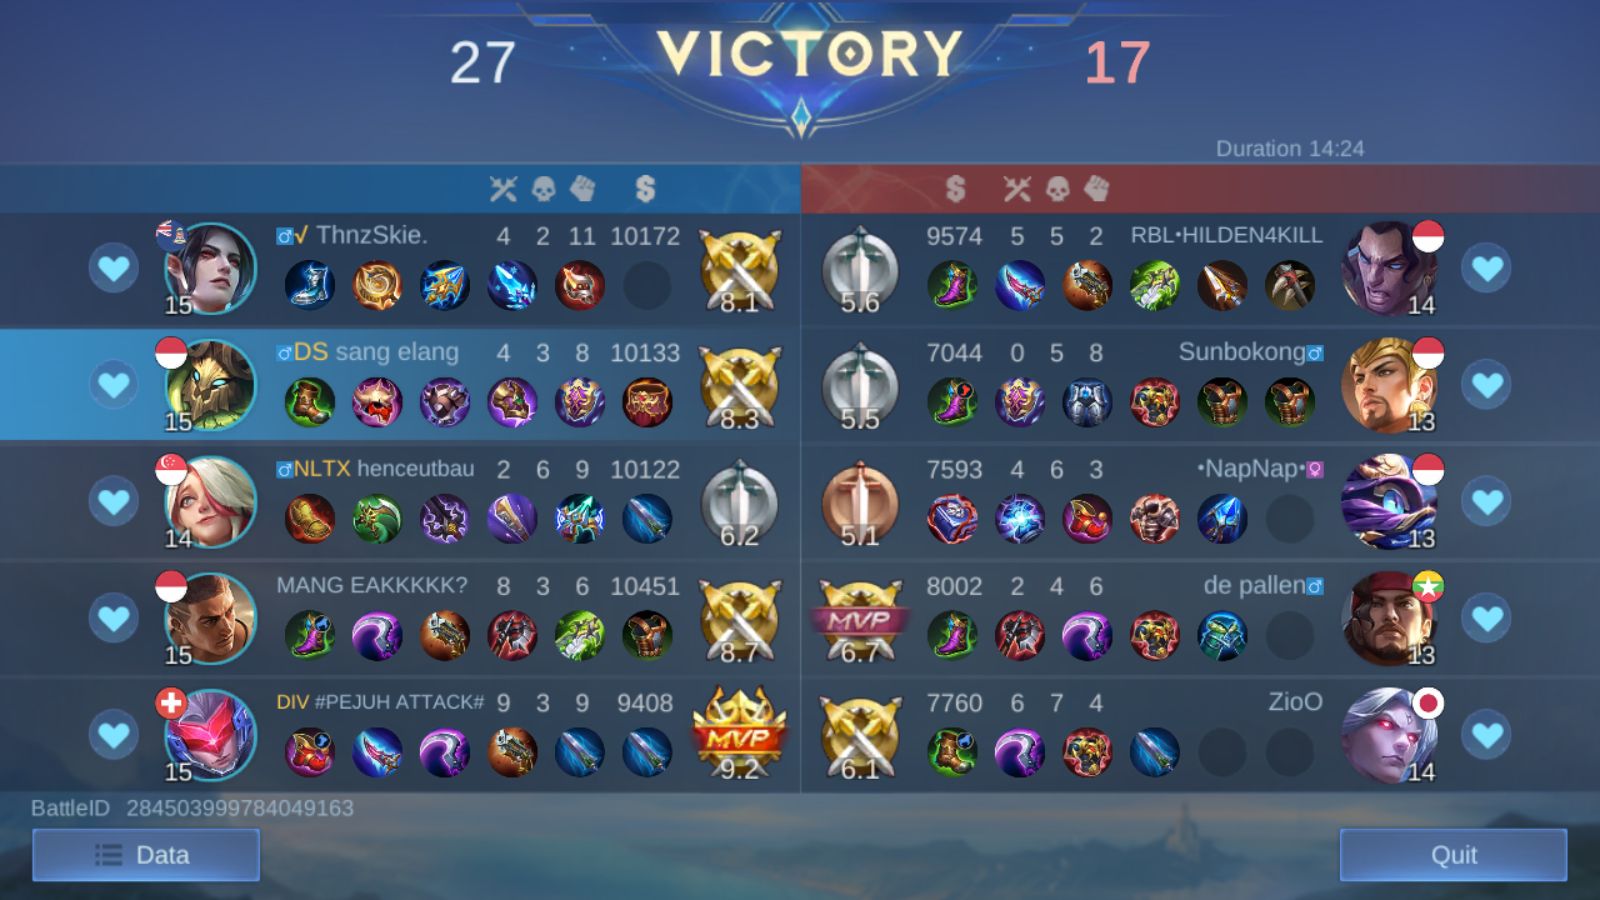 27 VICTORY 17
Duration 14:24
√ ThnzSkie. 4 2 11 10172
15 8.1
5.6 9574 5 5 2 RBL•HILDEN4KILL
14
DS sang elang 4 3 8 10133
15 8.3
5.5 7044 0 5 8 Sunbokong
13
NLTX henceutbau 2 6 9 10122
14 6.2
5.1 7593 4 6 3 •NapNap•
13
MANG EAKKKKK? 8 3 6 10451
15 8.7
MVP 6.7 8002 2 4 6 de pallen
13
DIV #PEJUH ATTACK# 9 3 9 9408
15 MVP 9.2
6.1 7760 6 7 4 ZioO
14
BattleID 284503999784049163
Data
Quit